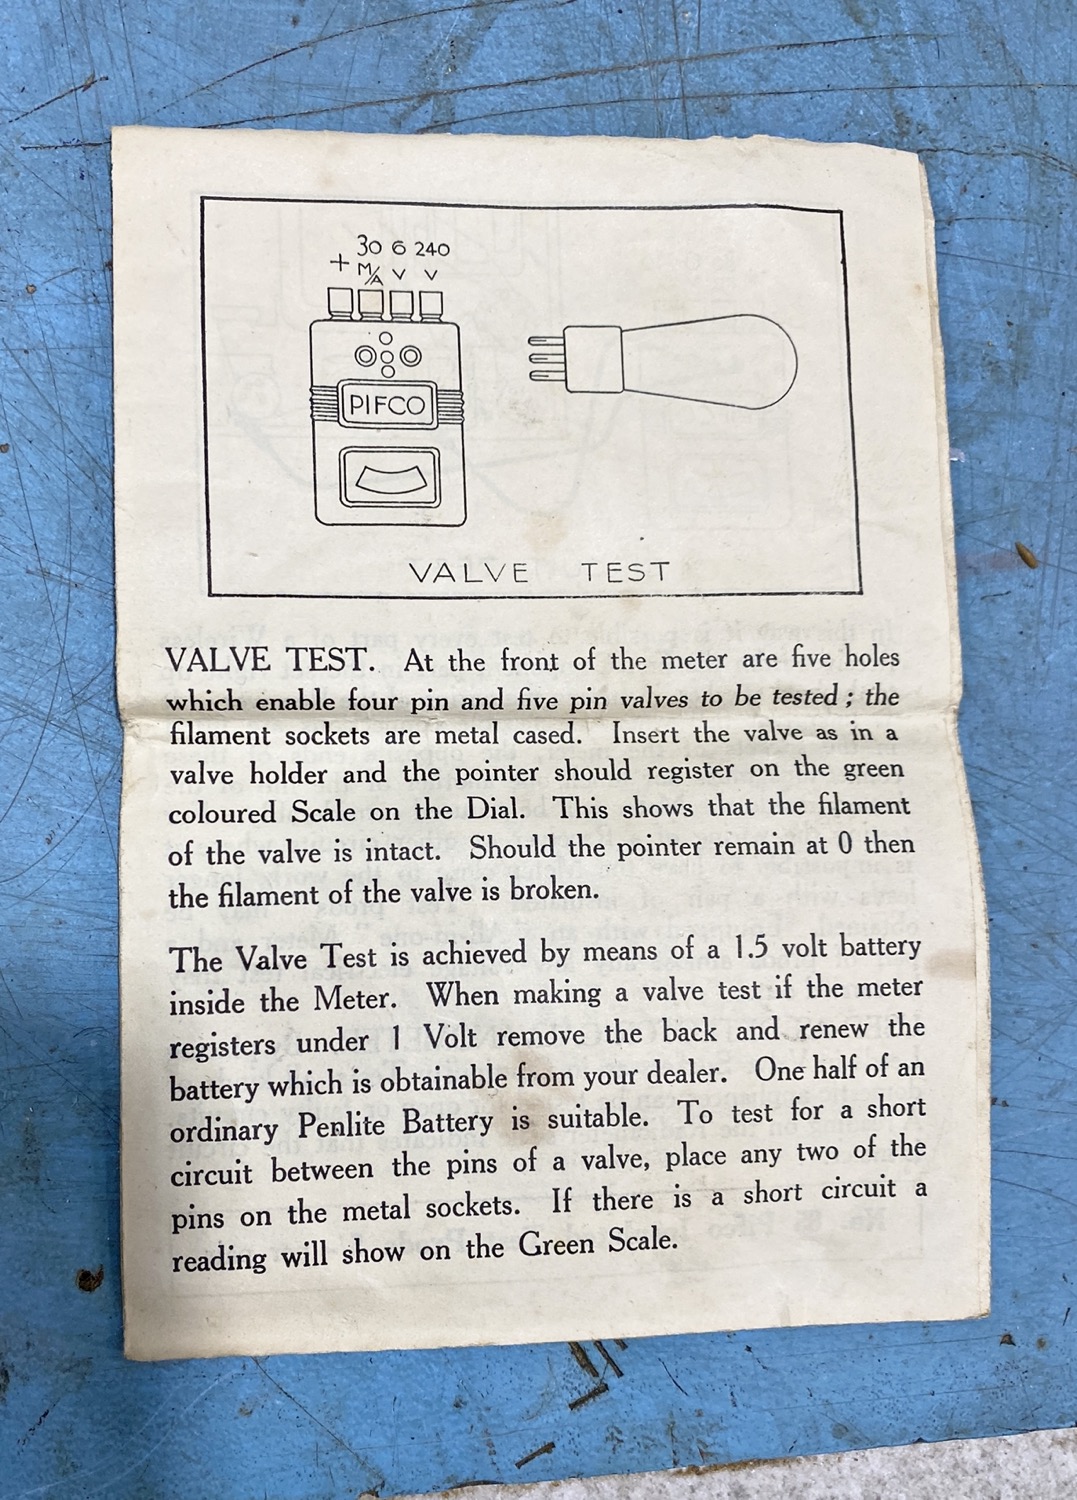 30 6 240
+ M/A V V
PIFCO
VALVE TEST
VALVE TEST. At the front of the meter are five holes
which enable four pin and five pin valves to be tested ; the
filament sockets are metal cased. Insert the valve as in a
valve holder and the pointer should register on the green
coloured Scale on the Dial. This shows that the filament
of the valve is intact. Should the pointer remain at 0 then
the filament of the valve is broken.
The Valve Test is achieved by means of a 1.5 volt battery
inside the Meter. When making a valve test if the meter
registers under 1 Volt remove the back and renew the
battery which is obtainable from your dealer. One half of an
ordinary Penlite Battery is suitable. To test for a short
circuit between the pins of a valve, place any two of the
pins on the metal sockets. If there is a short circuit a
reading will show on the Green Scale.